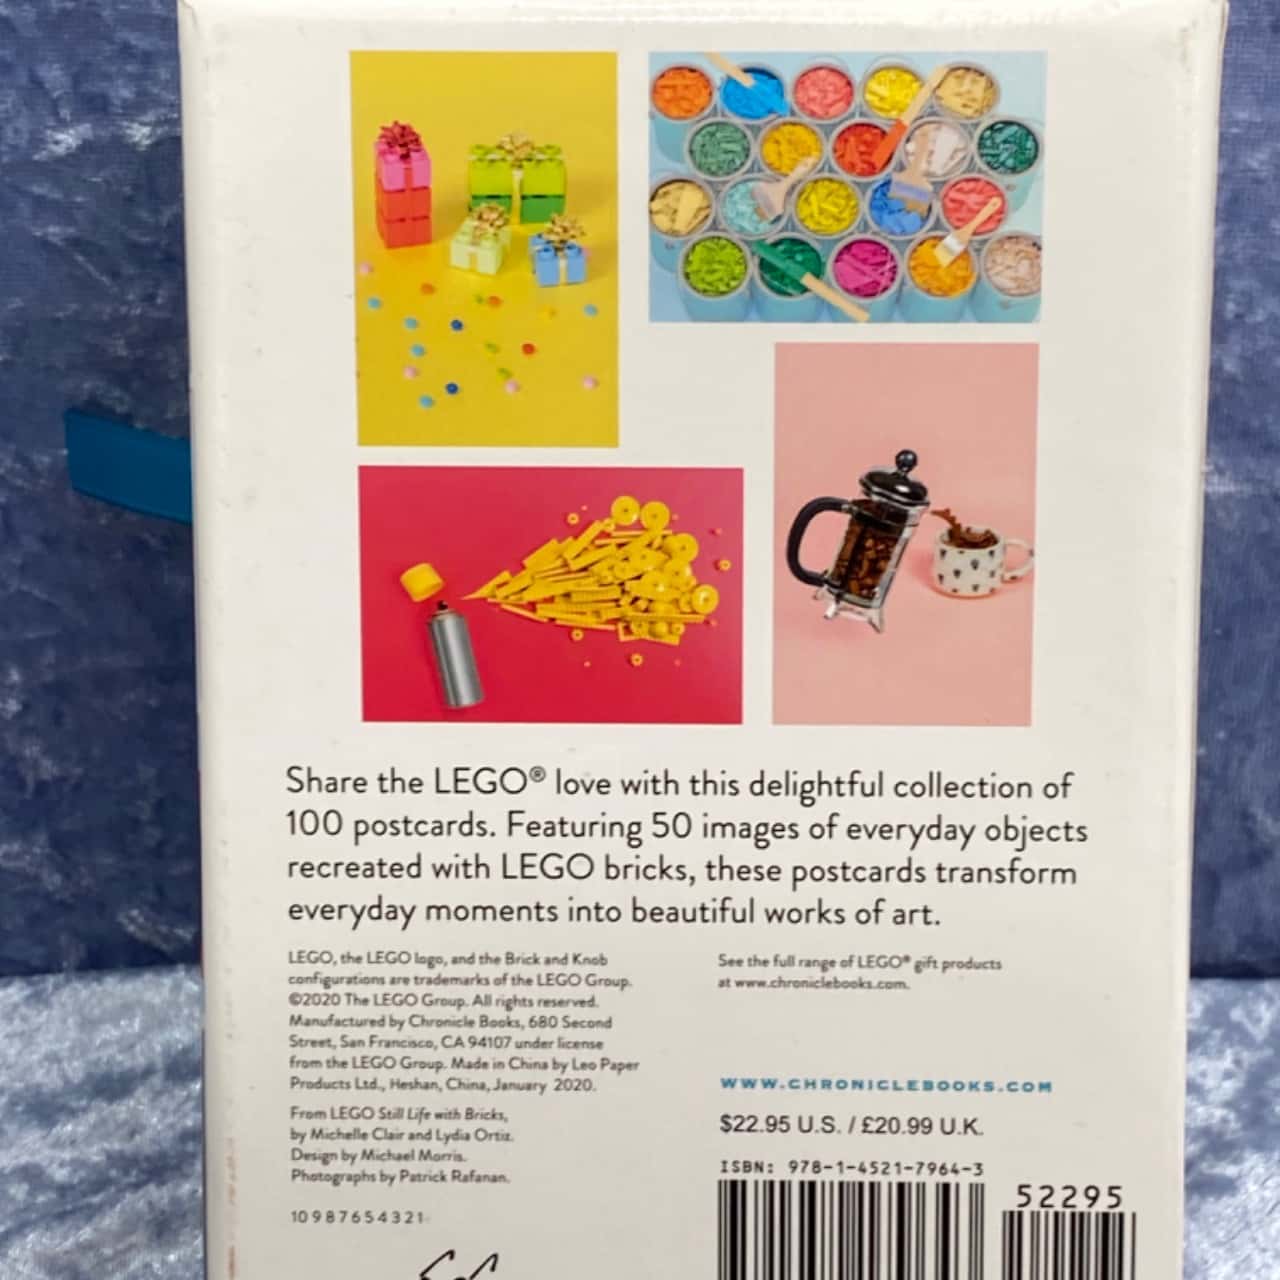 Share the LEGO® love with this delightful collection of
100 postcards. Featuring 50 images of everyday objects
recreated with LEGO bricks, these postcards transform
everyday moments into beautiful works of art.
LEGO, the LEGO logo, and the Brick and Knob
configurations are trademarks of the LEGO Group.
©2020 The LEGO Group. All rights reserved.
Manufactured by Chronicle Books, 680 Second
Street, San Francisco, CA 94107 under license
from the LEGO Group. Made in China by Leo Paper
Products Ltd., Heshan, China, January 2020.
From LEGO Still Life with Bricks,
by Michelle Clair and Lydia Ortiz.
Design by Michael Morris.
Photographs by Patrick Rafanan.
10 9 8 7 6 5 4 3 2 1
See the full range of LEGO® gift products
at www.chroniclebooks.com.
WWW.CHRONICLEBOOKS.COM
$22.95 U.S. / £20.99 U.K.
ISBN: 978-1-4521-7964-3
52295